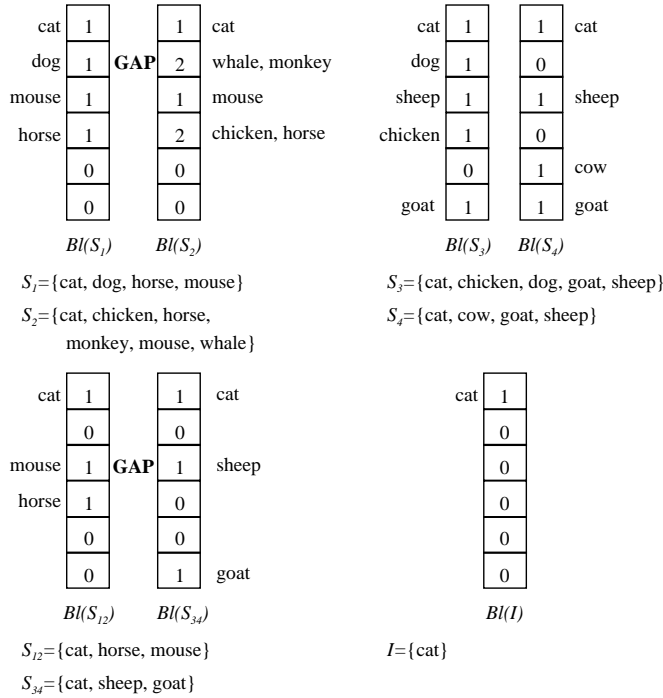 cat 1 1 cat
dog 1 GAP 2 whale, monkey
mouse 1 1 mouse
horse 1 2 chicken, horse
0 0
0 0
Bl(S1) Bl(S2)
S1={cat, dog, horse, mouse}
S2={cat, chicken, horse,
monkey, mouse, whale}
cat 1 1 cat
dog 1 0
sheep 1 1 sheep
chicken 1 0
0 1 cow
goat 1 1 goat
Bl(S3) Bl(S4)
S3={cat, chicken, dog, goat, sheep}
S4={cat, cow, goat, sheep}
cat 1 1 cat
0 0
mouse 1 GAP 1 sheep
horse 1 0
0 0
0 1 goat
Bl(S12) Bl(S34)
S12={cat, horse, mouse}
S34={cat, sheep, goat}
cat 1
0
0
0
0
0
Bl(I)
I={cat}